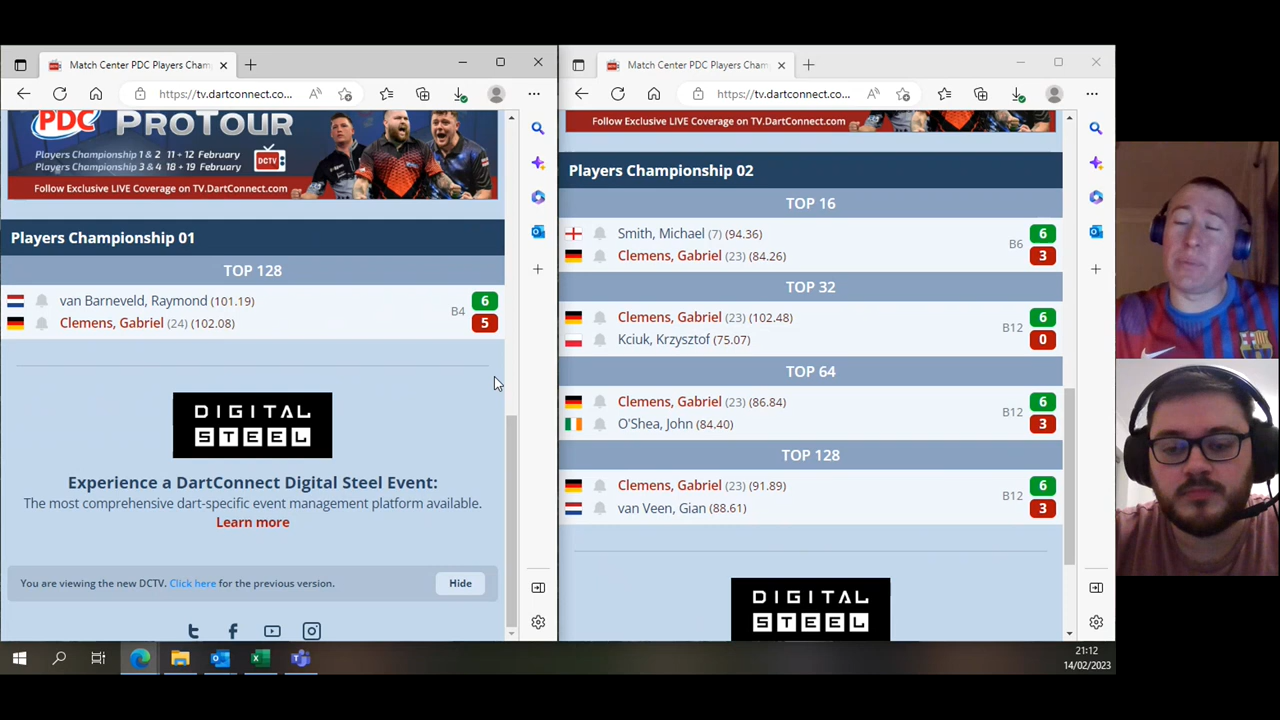 Match Center PDC Players Cham
https://tv.dartconnect.co...
PDC PROTOUR
Players Championship 1 & 2 11 + 12 February
Players Championship 3 & 4 18 + 19 February
DCTV
Follow Exclusive LIVE Coverage on TV.DartConnect.com
Players Championship 01
TOP 128
van Barneveld, Raymond (101.19) 6
B4
Clemens, Gabriel (24) (102.08) 5
DIGITAL
STEEL
Experience a DartConnect Digital Steel Event:
The most comprehensive dart-specific event management platform available.
Learn more
You are viewing the new DCTV. Click here for the previous version. Hide
Match Center PDC Players Cham
https://tv.dartconnect.co...
Follow Exclusive LIVE Coverage on TV.DartConnect.com
Players Championship 02
TOP 16
Smith, Michael (7) (94.36) 6
B6
Clemens, Gabriel (23) (84.26) 3
TOP 32
Clemens, Gabriel (23) (102.48) 6
B12
Kciuk, Krzysztof (75.07) 0
TOP 64
Clemens, Gabriel (23) (86.84) 6
B12
O'Shea, John (84.40) 3
TOP 128
Clemens, Gabriel (23) (91.89) 6
B12
van Veen, Gian (88.61) 3
DIGITAL
STEEL
21:12
14/02/2023